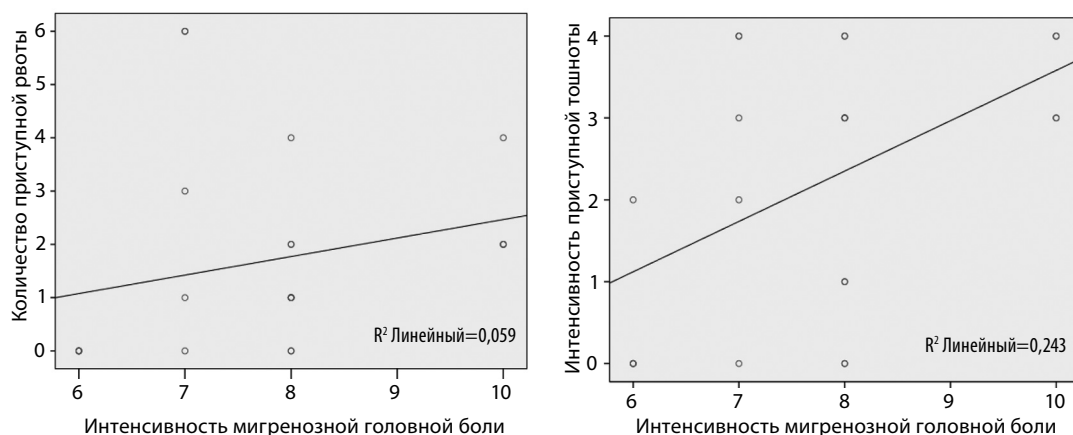 Количество приступной рвоты
6
5
4
3
2
1
0
R² Линейный=0,059
6 7 8 9 10
Интенсивность мигренозной головной боли
Интенсивность приступной тошноты
4
3
2
1
0
R² Линейный=0,243
6 7 8 9 10
Интенсивность мигренозной головной боли